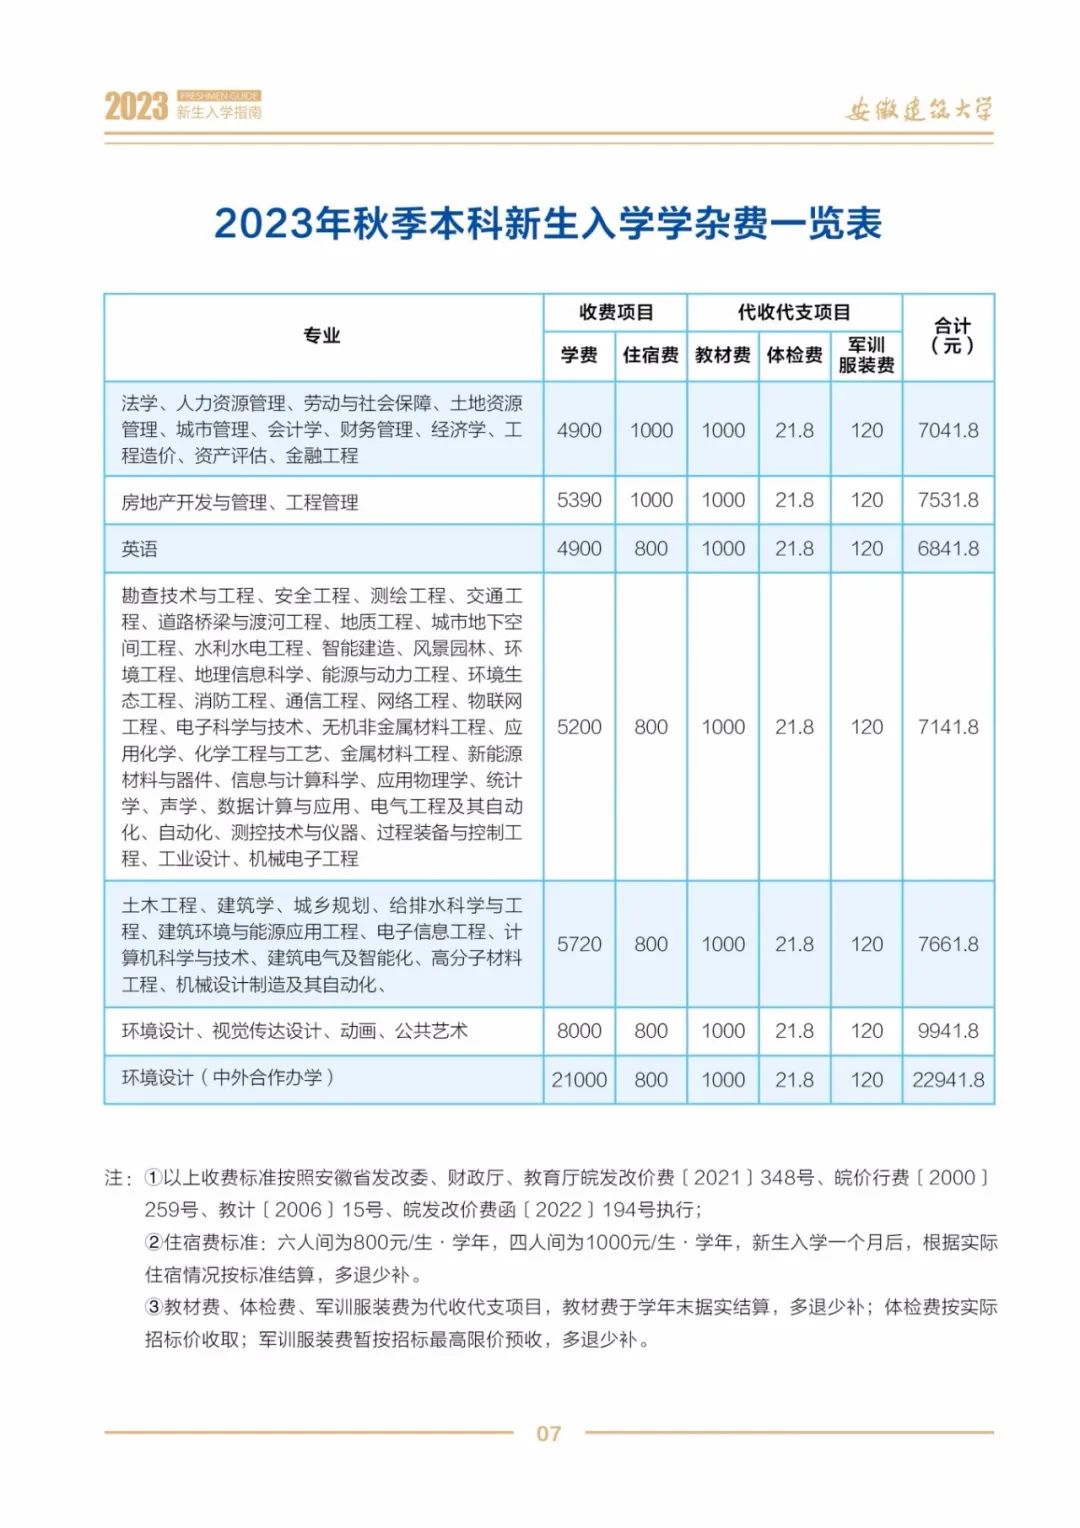 2023 FRESHMEN GUIDE
新生入学指南
安徽建筑大学
2023年秋季本科新生入学学杂费一览表
专业 收费项目 代收代支项目 合计（元）
学费 住宿费 教材费 体检费 军训服装费
法学、人力资源管理、劳动与社会保障、土地资源
管理、城市管理、会计学、财务管理、经济学、工
程造价、资产评估、金融工程
4900 1000 1000 21.8 120 7041.8
房地产开发与管理、工程管理 5390 1000 1000 21.8 120 7531.8
英语 4900 800 1000 21.8 120 6841.8
勘查技术与工程、安全工程、测绘工程、交通工
程、道路桥梁与渡河工程、地质工程、城市地下空
间工程、水利水电工程、智能建造、风景园林、环
境工程、地理信息科学、能源与动力工程、环境生
态工程、消防工程、通信工程、网络工程、物联网
工程、电子科学与技术、无机非金属材料工程、应
用化学、化学工程与工艺、金属材料工程、新能源
材料与器件、信息与计算科学、应用物理学、统计
学、声学、数据计算与应用、电气工程及其自动
化、自动化、测控技术与仪器、过程装备与控制工
程、工业设计、机械电子工程
5200 800 1000 21.8 120 7141.8
土木工程、建筑学、城乡规划、给排水科学与工
程、建筑环境与能源应用工程、电子信息工程、计
算机科学与技术、建筑电气及智能化、高分子材料
工程、机械设计制造及其自动化、
5720 800 1000 21.8 120 7661.8
环境设计、视觉传达设计、动画、公共艺术 8000 800 1000 21.8 120 9941.8
环境设计（中外合作办学） 21000 800 1000 21.8 120 22941.8
注：①以上收费标准按照安徽省发改委、财政厅、教育厅皖发改价费〔2021〕348号、皖价行费〔2000〕
259号、教计〔2006〕15号、皖发改价费函〔2022〕194号执行；
②住宿费标准：六人间为800元/生·学年，四人间为1000元/生·学年，新生入学一个月后，根据实际
住宿情况按标准结算，多退少补。
③教材费、体检费、军训服装费为代收代支项目，教材费于学年末据实结算，多退少补；体检费按实际
招标价收取；军训服装费暂按招标最高限价预收，多退少补。
07